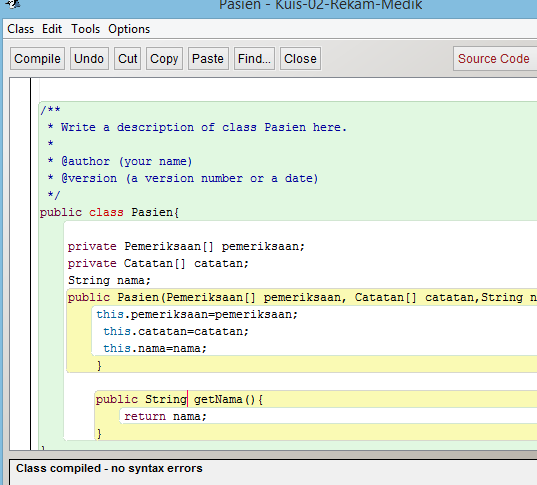 Pasien - Kuis-02-Rekam-Medik
Class Edit Tools Options
Compile Undo Cut Copy Paste Find... Close Source Code
/**
* Write a description of class Pasien here.
*
* @author (your name)
* @version (a version number or a date)
*/
public class Pasien{
private Pemeriksaan[] pemeriksaan;
private Catatan[] catatan;
String nama;
public Pasien(Pemeriksaan[] pemeriksaan, Catatan[] catatan,String n
this.pemeriksaan=pemeriksaan;
this.catatan=catatan;
this.nama=nama;
}
public String getNama(){
return nama;
}
Class compiled - no syntax errors